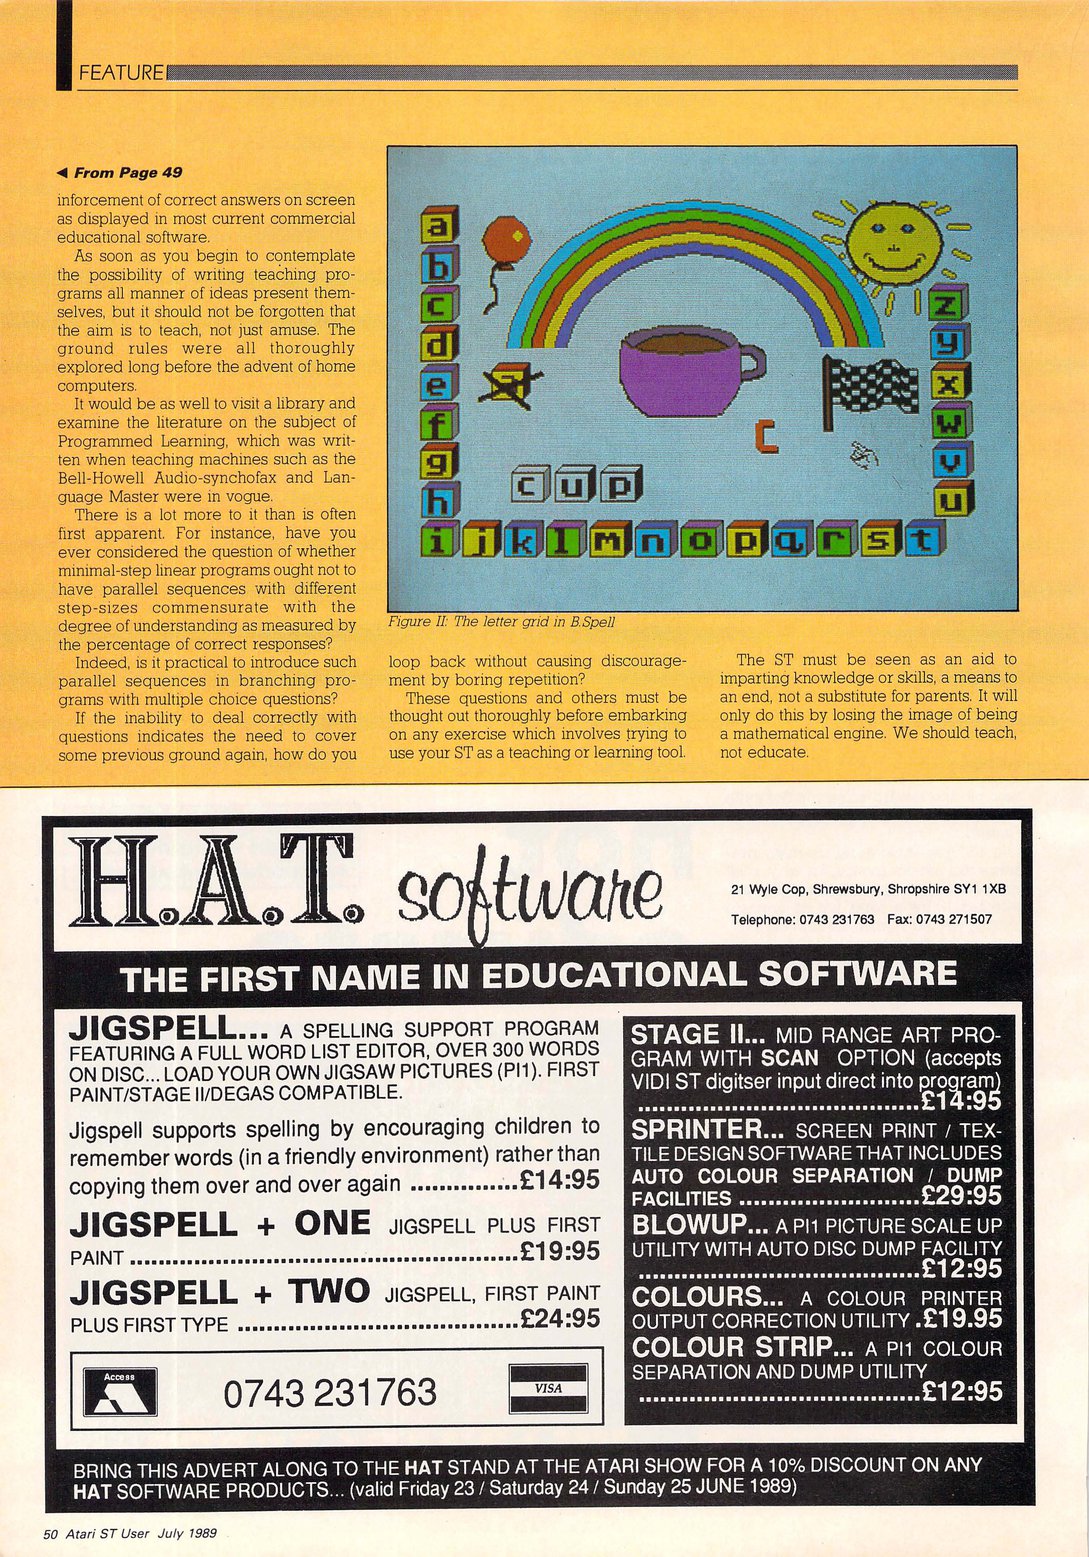 FEATURE
◄ From Page 49
inforcement of correct answers on screen
as displayed in most current commercial
educational software.
As soon as you begin to contemplate
the possibility of writing teaching pro-
grams all manner of ideas present them-
selves, but it should not be forgotten that
the aim is to teach, not just amuse. The
ground rules were all thoroughly
explored long before the advent of home
computers.
It would be as well to visit a library and
examine the literature on the subject of
Programmed Learning, which was writ-
ten when teaching machines such as the
Bell-Howell Audio-synchofax and Lan-
guage Master were in vogue.
There is a lot more to it than is often
first apparent. For instance, have you
ever considered the question of whether
minimal-step linear programs ought not to
have parallel sequences with different
step-sizes commensurate with the
degree of understanding as measured by
the percentage of correct responses?
Indeed, is it practical to introduce such
parallel sequences in branching pro-
grams with multiple choice questions?
If the inability to deal correctly with
questions indicates the need to cover
some previous ground again, how do you
a
b
c
d
e
f
g
h
i j k l m n o p q r s t
z
y
x
w
v
u
c
cup
Figure II: The letter grid in B.Spell
loop back without causing discourage-
ment by boring repetition?
These questions and others must be
thought out thoroughly before embarking
on any exercise which involves trying to
use your ST as a teaching or learning tool.
The ST must be seen as an aid to
imparting knowledge or skills, a means to
an end, not a substitute for parents. It will
only do this by losing the image of being
a mathematical engine. We should teach,
not educate.
H.A.T. software
21 Wyle Cop, Shrewsbury, Shropshire SY1 1XB
Telephone: 0743 231763 Fax: 0743 271507
THE FIRST NAME IN EDUCATIONAL SOFTWARE
JIGSPELL... A SPELLING SUPPORT PROGRAM
FEATURING A FULL WORD LIST EDITOR, OVER 300 WORDS
ON DISC... LOAD YOUR OWN JIGSAW PICTURES (PI1). FIRST
PAINT/STAGE II/DEGAS COMPATIBLE.
Jigspell supports spelling by encouraging children to
remember words (in a friendly environment) rather than
copying them over and over again ...............£14:95
JIGSPELL + ONE JIGSPELL PLUS FIRST
PAINT ....................................................£19:95
JIGSPELL + TWO JIGSPELL, FIRST PAINT
PLUS FIRST TYPE ......................................£24:95
Access
0743 231763
VISA
STAGE II... MID RANGE ART PRO-
GRAM WITH SCAN OPTION (accepts
VIDI ST digitser input direct into program)
.......................................£14:95
SPRINTER... SCREEN PRINT / TEX-
TILE DESIGN SOFTWARE THAT INCLUDES
AUTO COLOUR SEPARATION / DUMP
FACILITIES .........................£29:95
BLOWUP... A PI1 PICTURE SCALE UP
UTILITY WITH AUTO DISC DUMP FACILITY
.......................................£12:95
COLOURS... A COLOUR PRINTER
OUTPUT CORRECTION UTILITY .£19.95
COLOUR STRIP... A PI1 COLOUR
SEPARATION AND DUMP UTILITY
.......................................£12:95
BRING THIS ADVERT ALONG TO THE HAT STAND AT THE ATARI SHOW FOR A 10% DISCOUNT ON ANY
HAT SOFTWARE PRODUCTS... (valid Friday 23 / Saturday 24 / Sunday 25 JUNE 1989)
50 Atari ST User July 1989